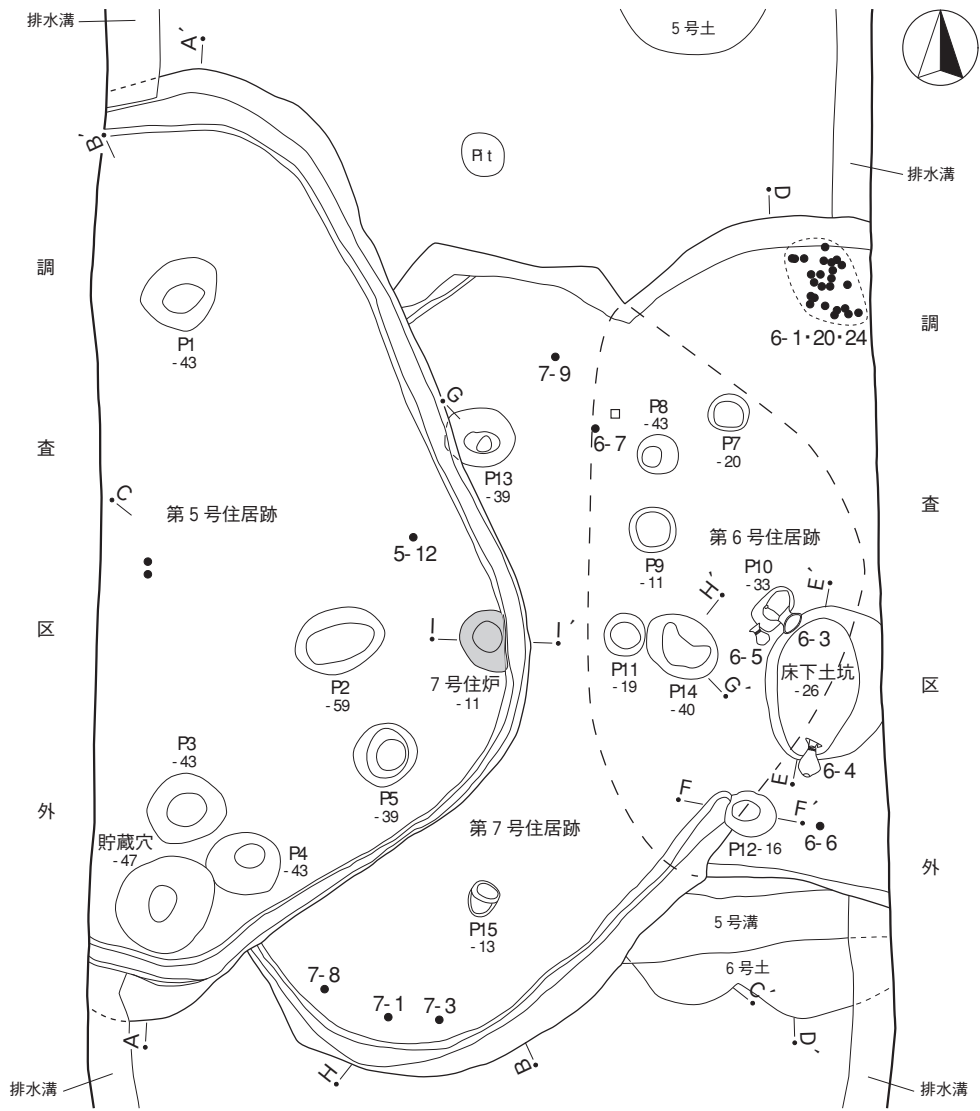 排水溝
A´
5 号土
B´
Pit
排水溝
D
調
P1
-43
6-1・20・24
調
7-9
G
6-7
P8
-43
P7
-20
査
P13
-39
C
第 5 号住居跡
5-12
査
第 6 号住居跡
P9
-11
P10
-33
H´
E´
区
I
I´
P2
-59
7 号住炉
-11
P11
-19
P14
-40
G´
6-5
6-3
床下土坑
-26
区
P3
-43
P5
-39
E
6-4
外
F
F´
6-6
P12-16
第 7 号住居跡
貯蔵穴
-47
P4
-43
外
P15
-13
5 号溝
6 号土
7-8
7-1
7-3
C´
A
D´
H
B
排水溝
排水溝